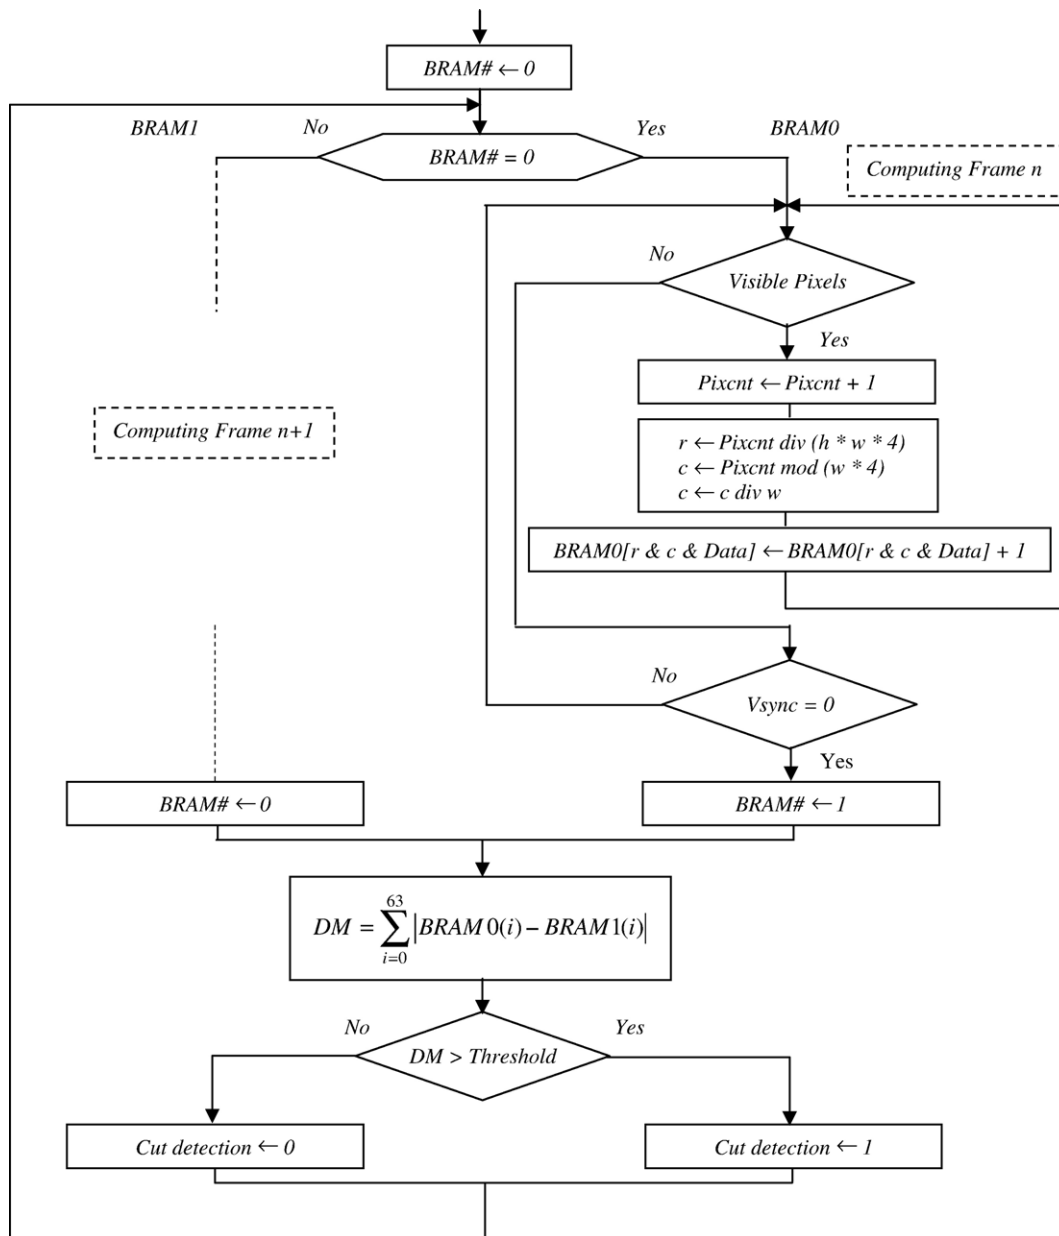 BRAM# ← 0
BRAM1 No Yes BRAM0
BRAM# = 0
Computing Frame n
No
Visible Pixels
Yes
Pixcnt ← Pixcnt + 1
Computing Frame n+1
r ← Pixcnt div (h * w * 4)
c ← Pixcnt mod (w * 4)
c ← c div w
BRAM0[r & c & Data] ← BRAM0[r & c & Data] + 1
No
Vsync = 0
Yes
BRAM# ← 0
BRAM# ← 1
DM = ∑_{i=0}^{63} |BRAM0(i) − BRAM1(i)|
No Yes
DM > Threshold
Cut detection ← 0
Cut detection ← 1